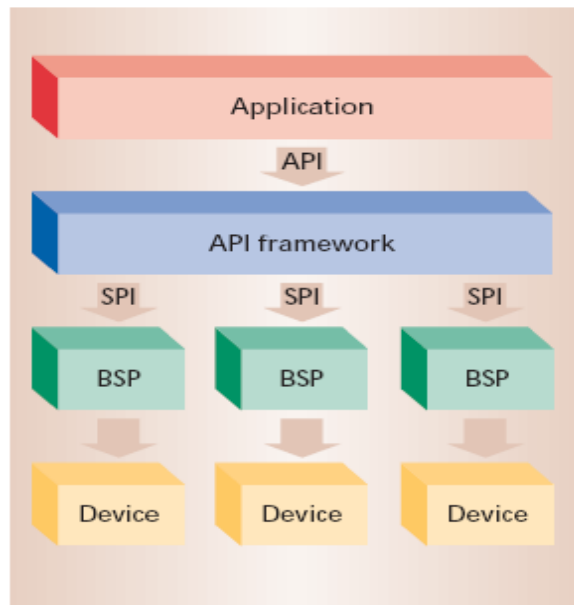 Application
API
API framework
SPI SPI SPI
BSP BSP BSP
Device Device Device